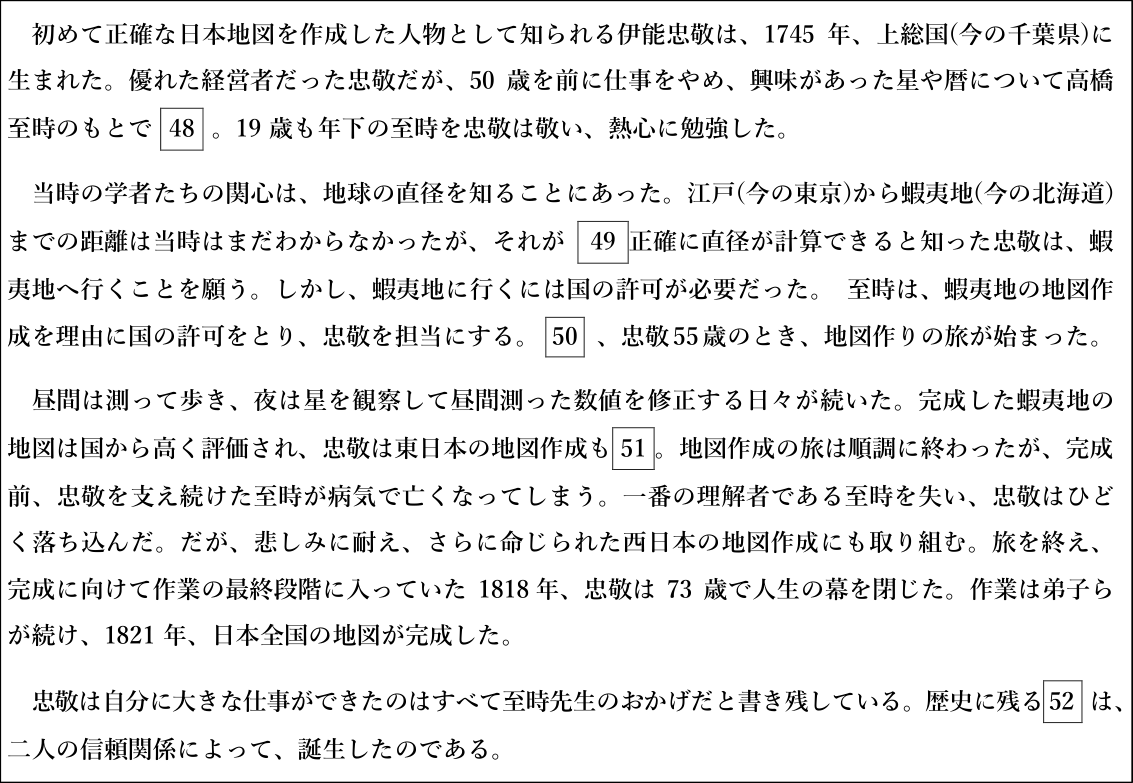 初めて正確な日本地図を作成した人物として知られる伊能忠敬は、1745 年、上総国(今の千葉県)に
生まれた。優れた経営者だった忠敬だが、50 歳を前に仕事をやめ、興味があった星や暦について高橋
至時のもとで 48 。19 歳も年下の至時を忠敬は敬い、熱心に勉強した。
当時の学者たちの関心は、地球の直径を知ることにあった。江戸(今の東京)から蝦夷地(今の北海道)
までの距離は当時はまだわからなかったが、それが 49 正確に直径が計算できると知った忠敬は、蝦
夷地へ行くことを願う。しかし、蝦夷地に行くには国の許可が必要だった。 至時は、蝦夷地の地図作
成を理由に国の許可をとり、忠敬を担当にする。 50 、忠敬55歳のとき、地図作りの旅が始まった。
昼間は測って歩き、夜は星を観察して昼間測った数値を修正する日々が続いた。完成した蝦夷地の
地図は国から高く評価され、忠敬は東日本の地図作成も 51 。地図作成の旅は順調に終わったが、完成
前、忠敬を支え続けた至時が病気で亡くなってしまう。一番の理解者である至時を失い、忠敬はひど
く落ち込んだ。だが、悲しみに耐え、さらに命じられた西日本の地図作成にも取り組む。旅を終え、
完成に向けて作業の最終段階に入っていた 1818 年、忠敬は 73 歳で人生の幕を閉じた。作業は弟子ら
が続け、1821 年、日本全国の地図が完成した。
忠敬は自分に大きな仕事ができたのはすべて至時先生のおかげだと書き残している。歴史に残る 52 は、
二人の信頼関係によって、誕生したのである。